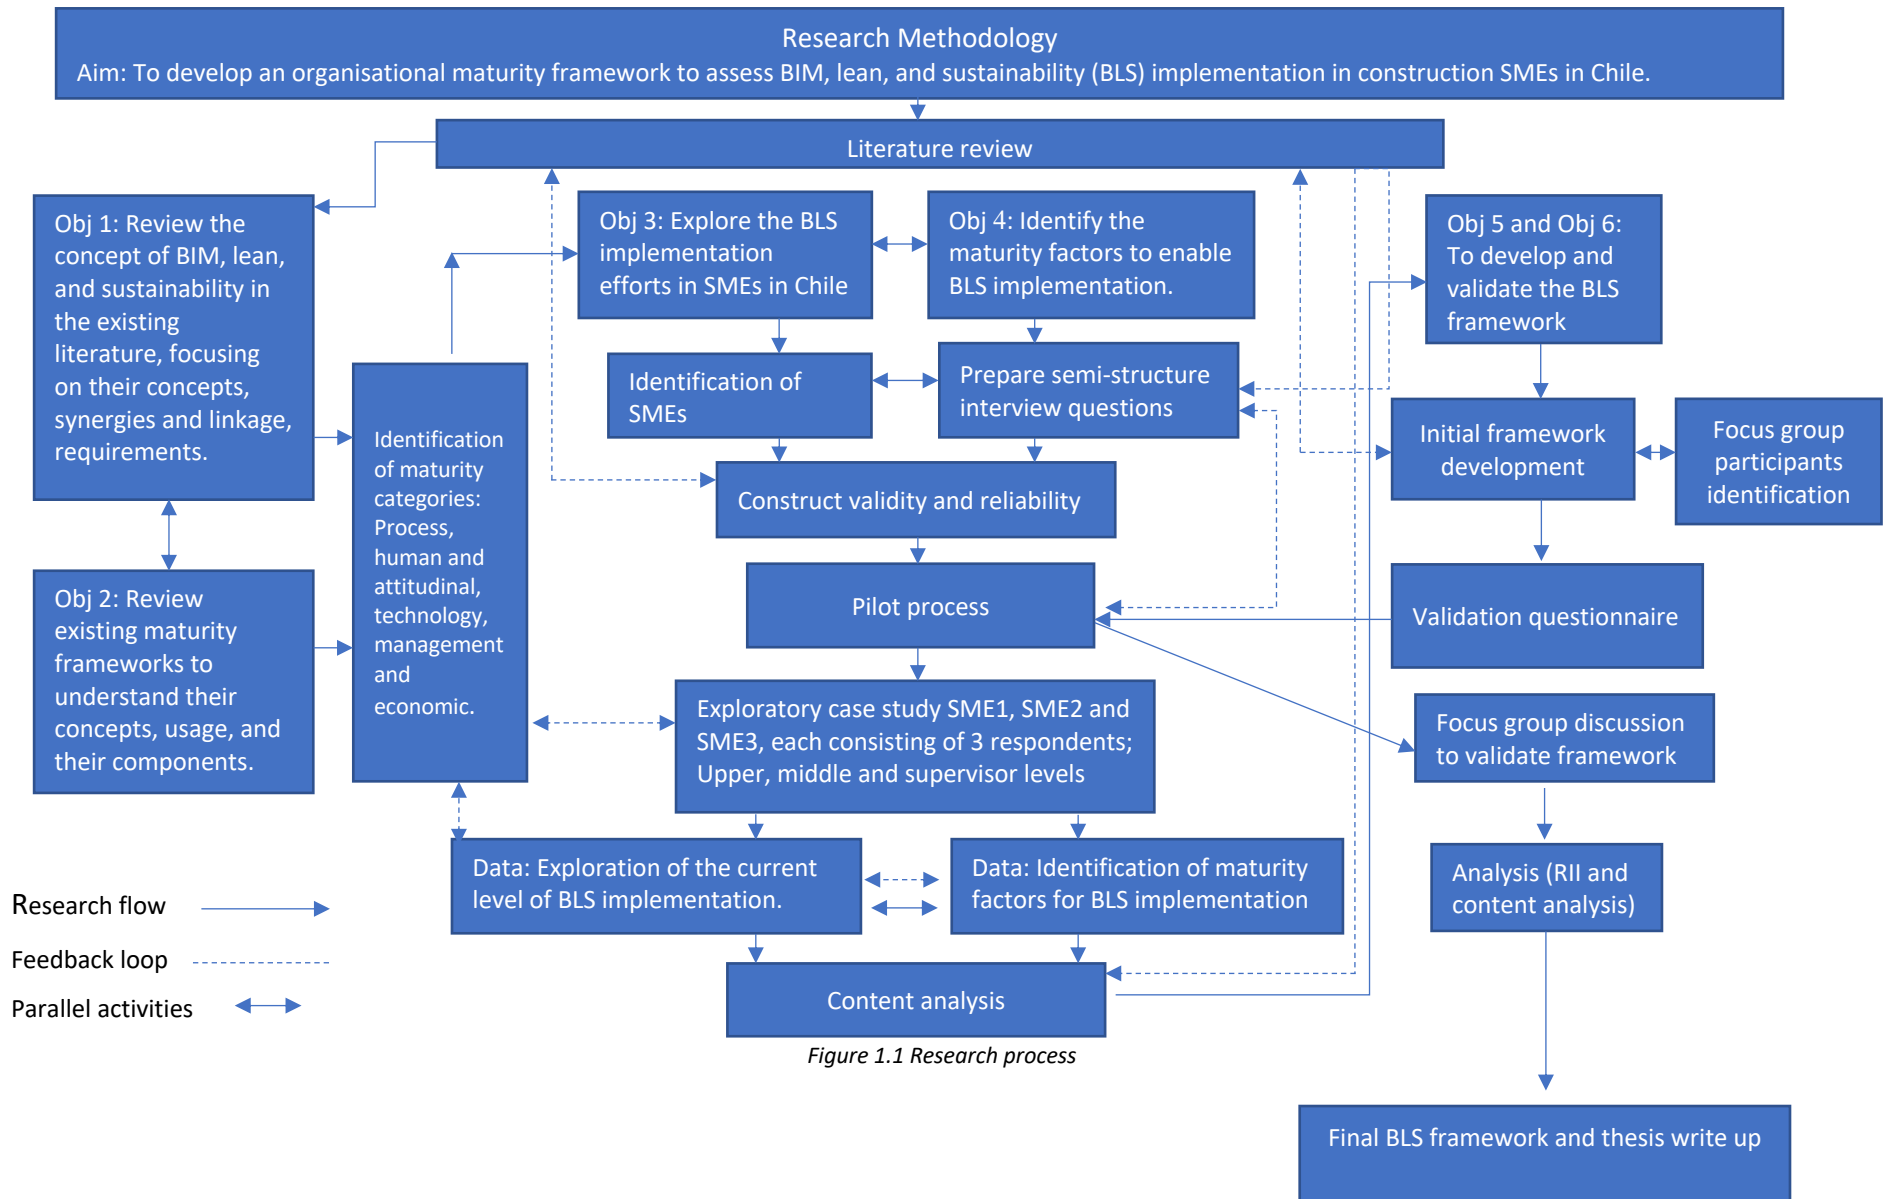 Research Methodology
Aim: To develop an organisational maturity framework to assess BIM, lean, and sustainability (BLS) implementation in construction SMEs in Chile.
Literature review
Obj 1: Review the
concept of BIM, lean,
and sustainability in
the existing
literature, focusing
on their concepts,
synergies and linkage,
requirements.
Obj 2: Review
existing maturity
frameworks to
understand their
concepts, usage, and
their components.
Identification
of maturity
categories:
Process,
human and
attitudinal,
technology,
management
and
economic.
Obj 3: Explore the BLS
implementation
efforts in SMEs in Chile
Obj 4: Identify the
maturity factors to enable
BLS implementation.
Identification of
SMEs
Prepare semi-structure
interview questions
Construct validity and reliability
Pilot process
Exploratory case study SME1, SME2 and
SME3, each consisting of 3 respondents;
Upper, middle and supervisor levels
Data: Exploration of the current
level of BLS implementation.
Data: Identification of maturity
factors for BLS implementation
Content analysis
Obj 5 and Obj 6:
To develop and
validate the BLS
framework
Initial framework
development
Focus group
participants
identification
Validation questionnaire
Focus group discussion
to validate framework
Analysis (RII and
content analysis)
Final BLS framework and thesis write up
Research flow
Feedback loop
Parallel activities
Figure 1.1 Research process